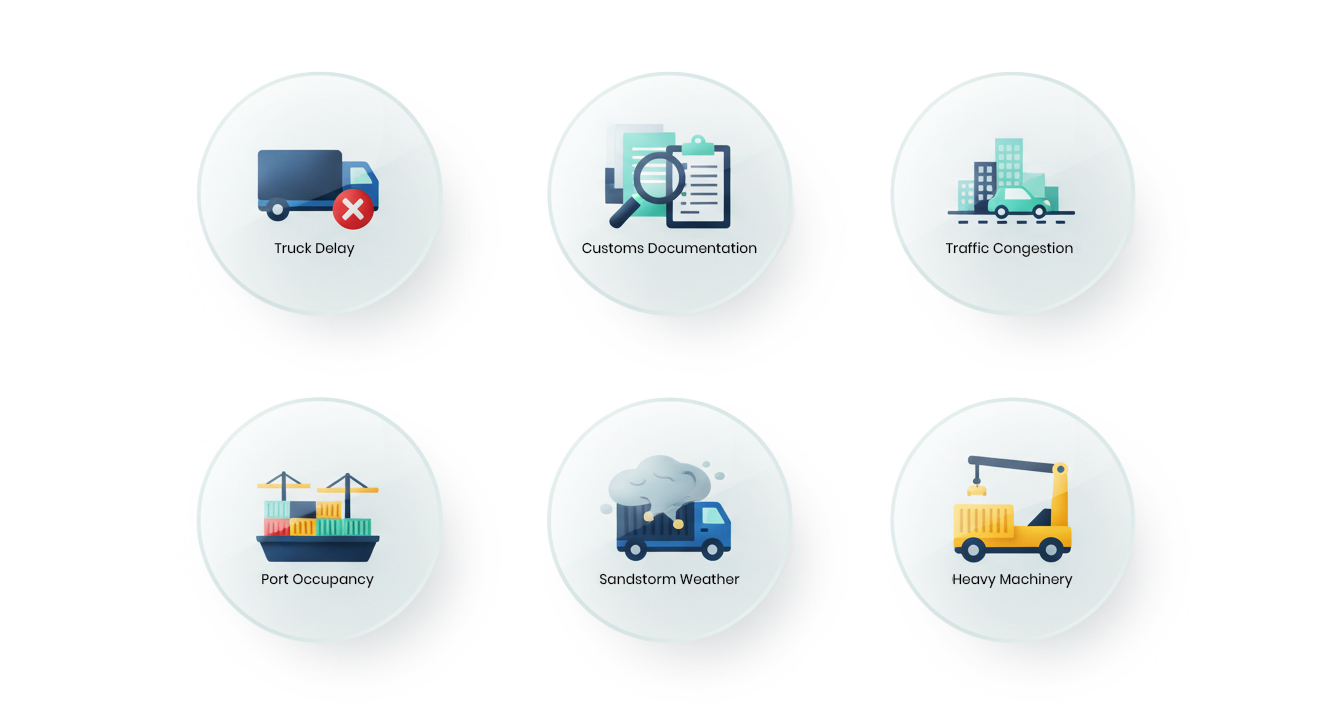 Truck Delay
Customs Documentation
Traffic Congestion
Port Occupancy
Sandstorm Weather
Heavy Machinery